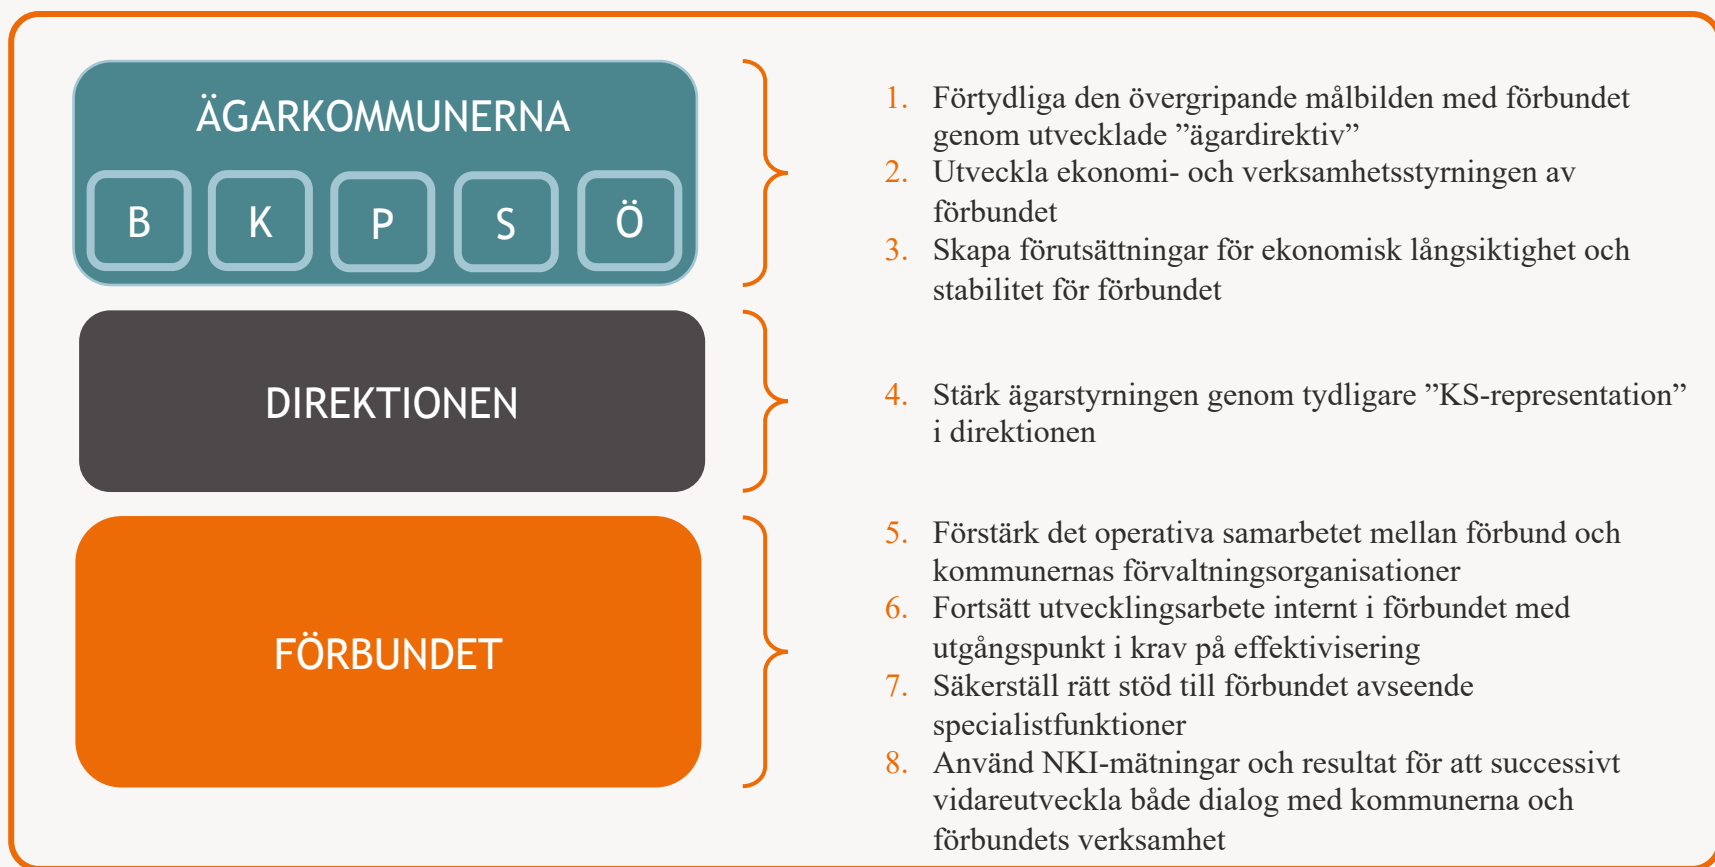 ÄGARKOMMUNERNA
B K P S Ö
DIREKTIONEN
FÖRBUNDET
1. Förtydliga den övergripande målbilden med förbundet
genom utvecklade ”ägardirektiv”
2. Utveckla ekonomi- och verksamhetsstyrningen av
förbundet
3. Skapa förutsättningar för ekonomisk långsiktighet och
stabilitet för förbundet
4. Stärk ägarstyrningen genom tydligare ”KS-representation”
i direktionen
5. Förstärk det operativa samarbetet mellan förbund och
kommunernas förvaltningsorganisationer
6. Fortsätt utvecklingsarbete internt i förbundet med
utgångspunkt i krav på effektivisering
7. Säkerställ rätt stöd till förbundet avseende
specialistfunktioner
8. Använd NKI-mätningar och resultat för att successivt
vidareutveckla både dialog med kommunerna och
förbundets verksamhet